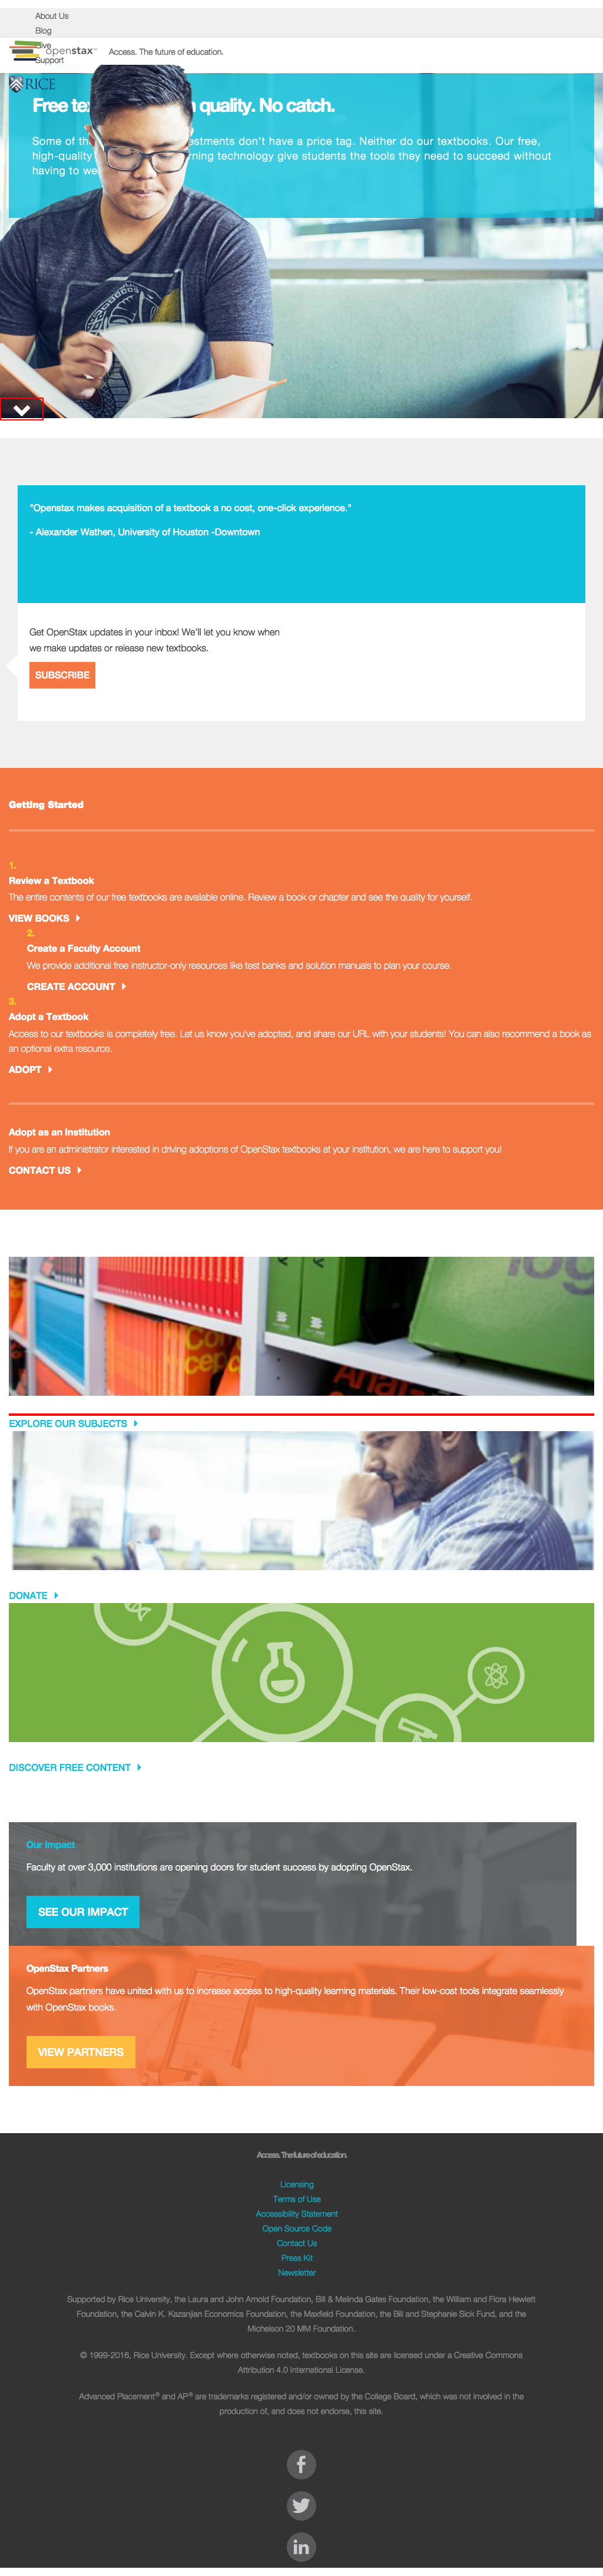 About Us
Blog
Give
Support
openstax™
Access. The future of education.
RICE
Free quality. No catch.
Some of don't have a price tag. Neither do our textbooks. Our free,
high-quality technology give students the tools they need to succeed without
having to
"Openstax makes acquisition of a textbook a no cost, one-click experience."
- Alexander Wathen, University of Houston -Downtown
Get OpenStax updates in your inbox! We'll let you know when
we make updates or release new textbooks.
SUBSCRIBE
Getting Started
1.
Review a Textbook
The entire contents of our free textbooks are available online. Review a book or chapter and see the quality for yourself.
VIEW BOOKS
2.
Create a Faculty Account
We provide additional free instructor-only resources like test banks and solution manuals to plan your course.
CREATE ACCOUNT
3.
Adopt a Textbook
Access to our textbooks is completely free. Let us know you've adopted, and share our URL with your students! You can also recommend a book as
an optional extra resource.
ADOPT
Adopt as an Institution
If you are an administrator interested in driving adoptions of OpenStax textbooks at your institution, we are here to support you!
CONTACT US
EXPLORE OUR SUBJECTS
DONATE
DISCOVER FREE CONTENT
Our Impact
Faculty at over 3,000 institutions are opening doors for student success by adopting OpenStax.
SEE OUR IMPACT
OpenStax Partners
OpenStax partners have united with us to increase access to high-quality learning materials. Their low-cost tools integrate seamlessly
with OpenStax books.
VIEW PARTNERS
Access. The future of education.
Licensing
Terms of Use
Accessibility Statement
Open Source Code
Contact Us
Press Kit
Newsletter
Supported by Rice University, the Laura and John Arnold Foundation, Bill & Melinda Gates Foundation, the William and Flora Hewlett
Foundation, the Calvin K. Kazanjian Economics Foundation, the Maxfield Foundation, the Bill and Stephanie Sick Fund, and the
Michelson 20 MM Foundation.
© 1999-2016, Rice University. Except where otherwise noted, textbooks on this site are licensed under a Creative Commons
Attribution 4.0 International License.
Advanced Placement® and AP® are trademarks registered and/or owned by the College Board, which was not involved in the
production of, and does not endorse, this site.